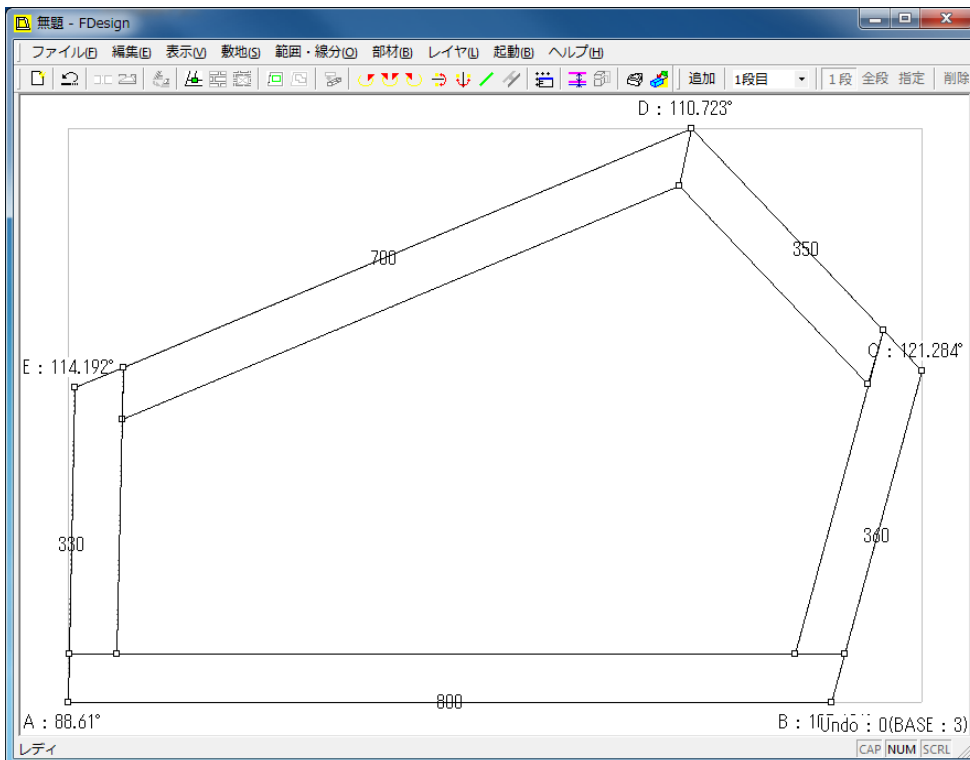 無題 - FDesign
ファイル(F) 編集(E) 表示(V) 敷地(S) 範囲・線分(O) 部材(B) レイヤ(L) 起動(B) ヘルプ(H)
追加 1段目 1段 全段 指定 削除
D : 110.723°
700
350
E : 114.192°
C : 121.284°
330
360
800
A : 88.61°
B : Undo : 0(BASE : 3)
レディ
CAP NUM SCRL